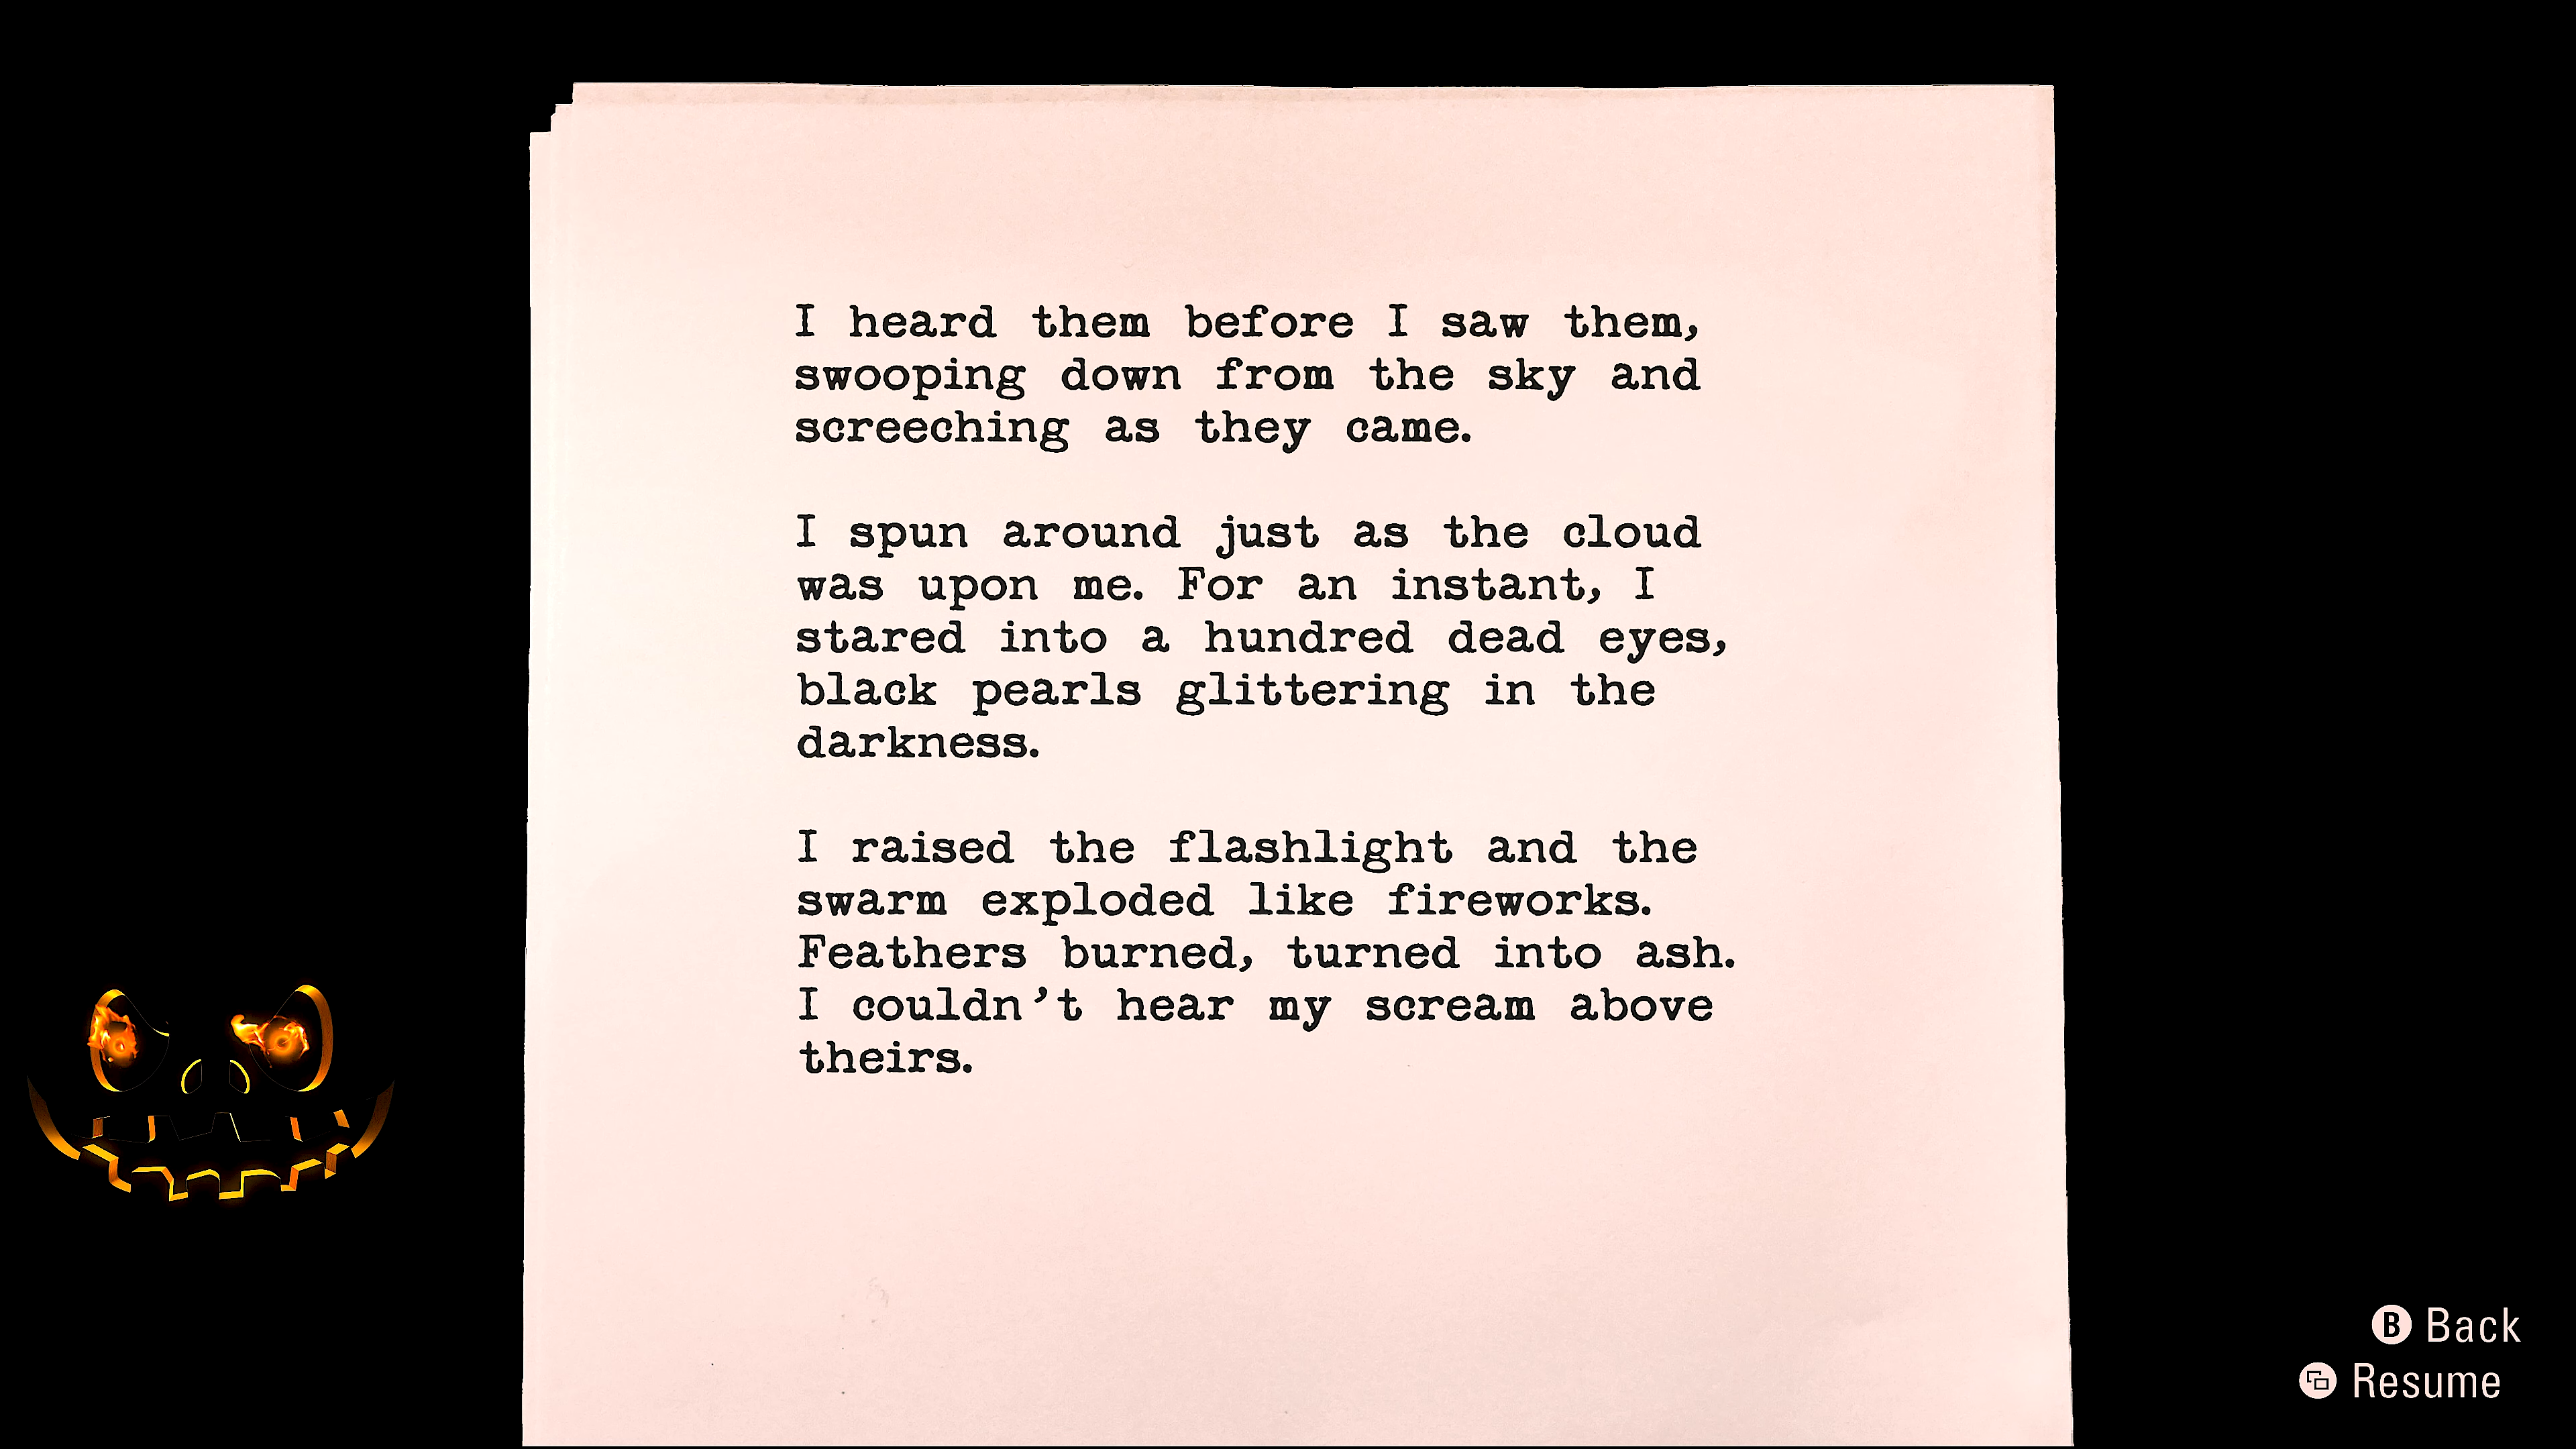 I heard them before I saw them,
swooping down from the sky and
screeching as they came.
I spun around just as the cloud
was upon me. For an instant, I
stared into a hundred dead eyes,
black pearls glittering in the
darkness.
I raised the flashlight and the
swarm exploded like fireworks.
Feathers burned, turned into ash.
I couldn't hear my scream above
theirs.
B Back
Resume